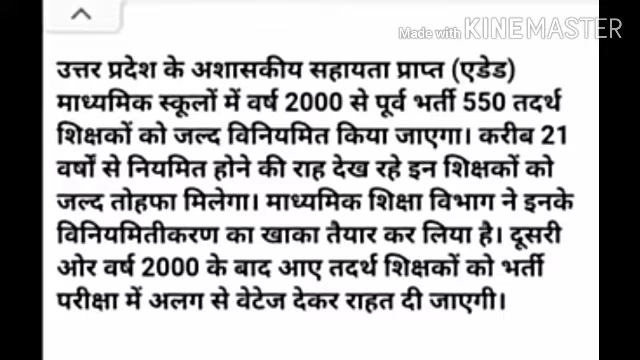 Made with KINEMASTER
उत्तर प्रदेश के अशासकीय सहायता प्राप्त (एडेड)
माध्यमिक स्कूलों में वर्ष 2000 से पूर्व भर्ती 550 तदर्थ
शिक्षकों को जल्द विनियमित किया जाएगा। करीब 21
वर्षों से नियमित होने की राह देख रहे इन शिक्षकों को
जल्द तोहफा मिलेगा। माध्यमिक शिक्षा विभाग ने इनके
विनियमितीकरण का खाका तैयार कर लिया है। दूसरी
ओर वर्ष 2000 के बाद आए तदर्थ शिक्षकों को भर्ती
परीक्षा में अलग से वेटेज देकर राहत दी जाएगी।